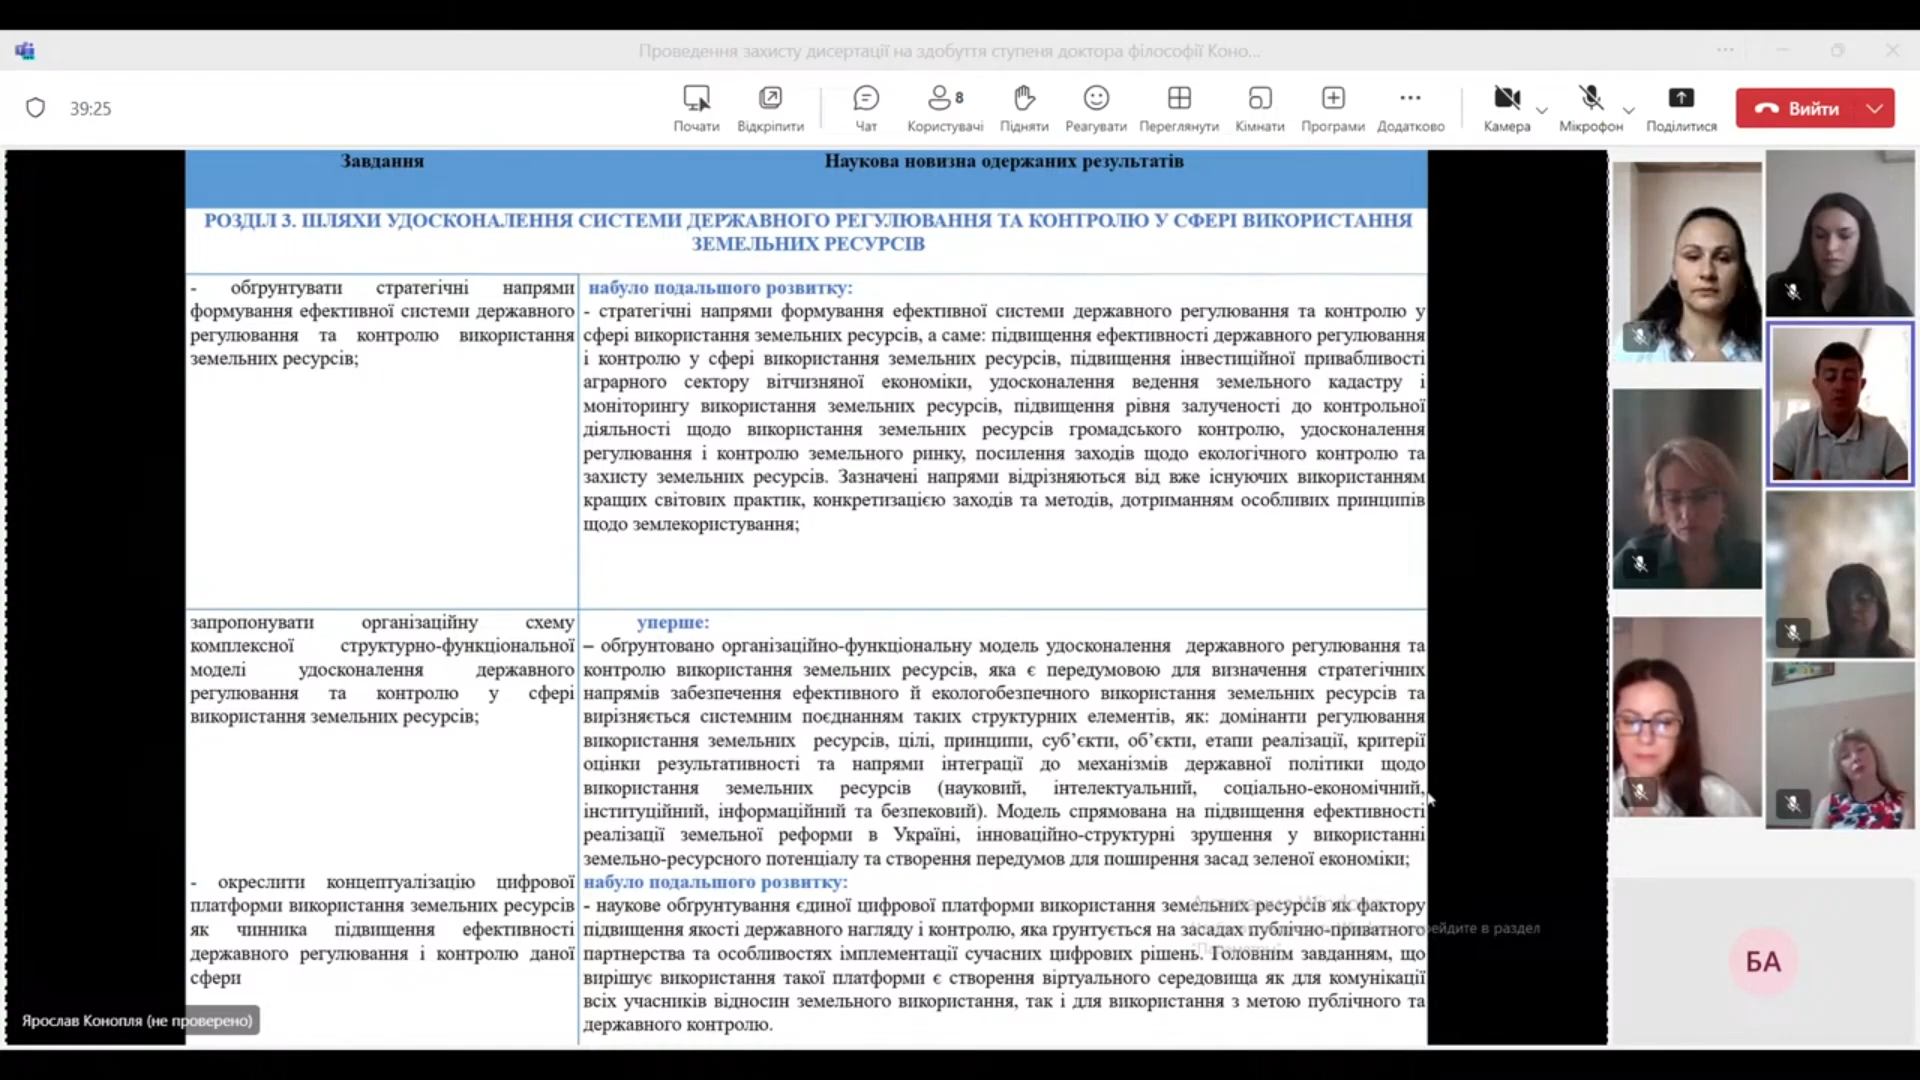 Проведення захисту дисертації на здобуття ступеня доктора філософії Коно...
39:25
Почати
Відкріпити
Чат
Користувачі
8
Підняти
Реагувати
Переглянути
Кімнати
Програми
Додатково
Камера
Мікрофон
Поділитися
Вийти
Завдання
Наукова новизна одержаних результатів
РОЗДІЛ 3. ШЛЯХИ УДОСКОНАЛЕННЯ СИСТЕМИ ДЕРЖАВНОГО РЕГУЛЮВАННЯ ТА КОНТРОЛЮ У СФЕРІ ВИКОРИСТАННЯ
ЗЕМЕЛЬНИХ РЕСУРСІВ
- обґрунтувати стратегічні напрями
формування ефективної системи державного
регулювання та контролю використання
земельних ресурсів;
набуло подальшого розвитку:
- стратегічні напрями формування ефективної системи державного регулювання та контролю у
сфері використання земельних ресурсів, а саме: підвищення ефективності державного регулювання
і контролю у сфері використання земельних ресурсів, підвищення інвестиційної привабливості
аграрного сектору вітчизняної економіки, удосконалення ведення земельного кадастру і
моніторингу використання земельних ресурсів, підвищення рівня залученості до контрольної
діяльності щодо використання земельних ресурсів громадського контролю, удосконалення
регулювання і контролю земельного ринку, посилення заходів щодо екологічного контролю та
захисту земельних ресурсів. Зазначені напрями відрізняються від вже існуючих використанням
кращих світових практик, конкретизацією заходів та методів, дотриманням особливих принципів
щодо землекористування;
запропонувати організаційну схему
комплексної структурно-функціональної
моделі удосконалення державного
регулювання та контролю у сфері
використання земельних ресурсів;
уперше:
– обґрунтовано організаційно-функціональну модель удосконалення державного регулювання та
контролю використання земельних ресурсів, яка є передумовою для визначення стратегічних
напрямів забезпечення ефективного й екологобезпечного використання земельних ресурсів та
вирізняється системним поєднанням таких структурних елементів, як: домінанти регулювання
використання земельних ресурсів, цілі, принципи, суб’єкти, об’єкти, етапи реалізації, критерії
оцінки результативності та напрями інтеграції до механізмів державної політики щодо
використання земельних ресурсів (науковий, інтелектуальний, соціально-економічний,
інституційний, інформаційний та безпековий). Модель спрямована на підвищення ефективності
реалізації земельної реформи в Україні, інноваційно-структурні зрушення у використанні
земельно-ресурсного потенціалу та створення передумов для поширення засад зеленої економіки;
- окреслити концептуалізацію цифрової
платформи використання земельних ресурсів
як чинника підвищення ефективності
державного регулювання і контролю даної
сфери
набуло подальшого розвитку:
- наукове обґрунтування єдиної цифрової платформи використання земельних ресурсів як фактору
підвищення якості державного нагляду і контролю, яка ґрунтується на засадах публічно-приватного
партнерства та особливостях імплементації сучасних цифрових рішень. Головним завданням, що
вирішує використання такої платформи є створення віртуального середовища як для комунікації
всіх учасників відносин земельного використання, так і для використання з метою публічного та
державного контролю.
перейдите в раздел
Ярослав Конопля (не проверено)
БА